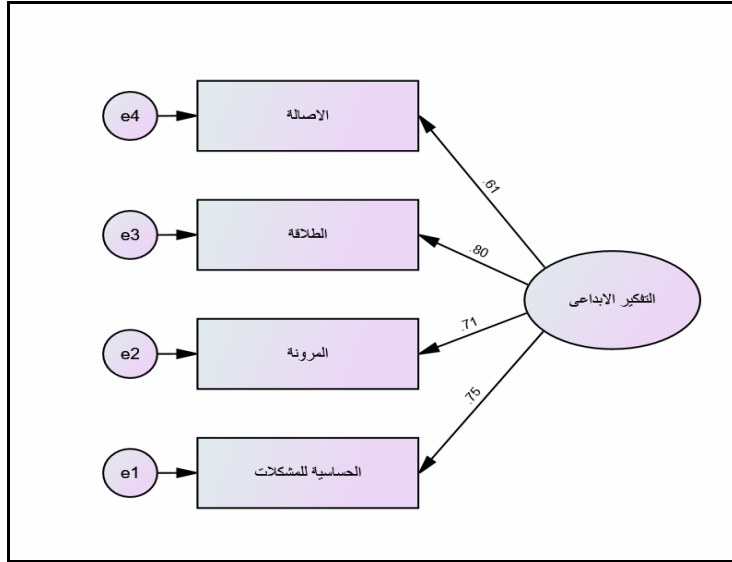 e4
الاصالة
.61
e3
الطلاقة
.80
التفكير الابداعى
e2
المرونة
.71
e1
الحساسية للمشكلات
.75